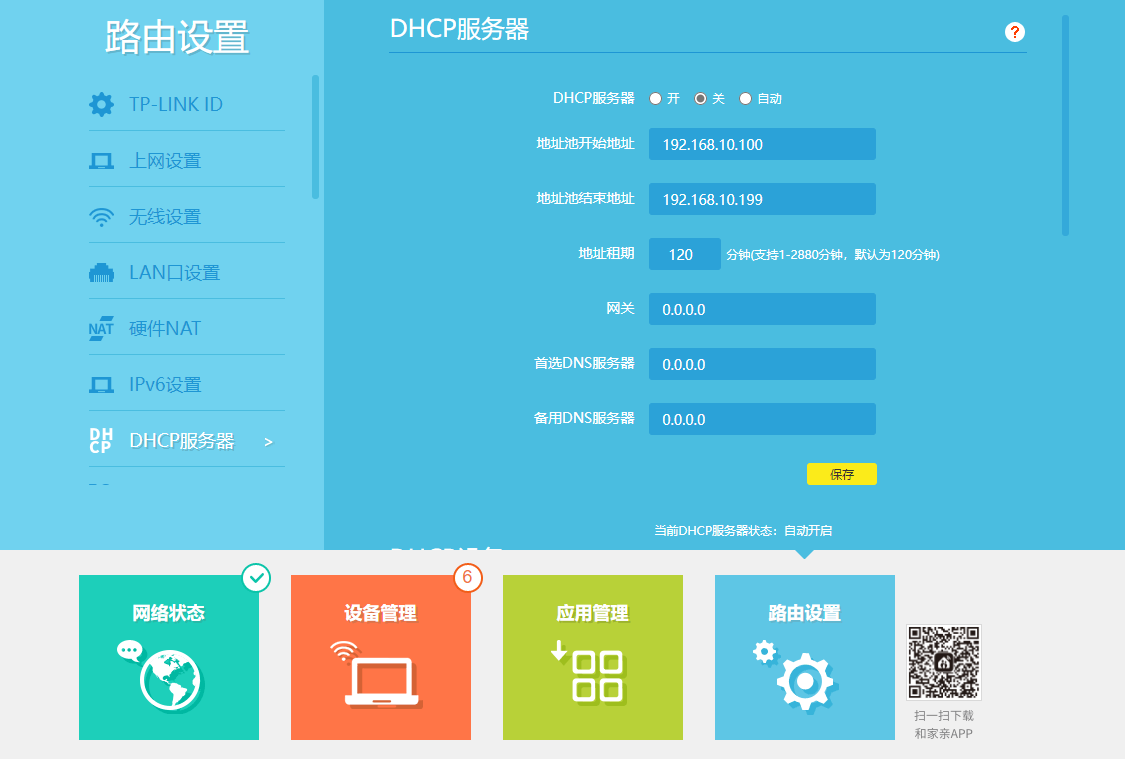 路由设置
TP-LINK ID
上网设置
无线设置
LAN口设置
NAT 硬件NAT
IPv6设置
DH
CP DHCP服务器 >
DHCP服务器
?
DHCP服务器 开 关 自动
地址池开始地址 192.168.10.100
地址池结束地址 192.168.10.199
地址租期 120 分钟(支持1-2880分钟，默认为120分钟)
网关 0.0.0.0
首选DNS服务器 0.0.0.0
备用DNS服务器 0.0.0.0
保存
当前DHCP服务器状态：自动开启
网络状态
6
设备管理
应用管理
路由设置
扫一扫下载
和家亲APP